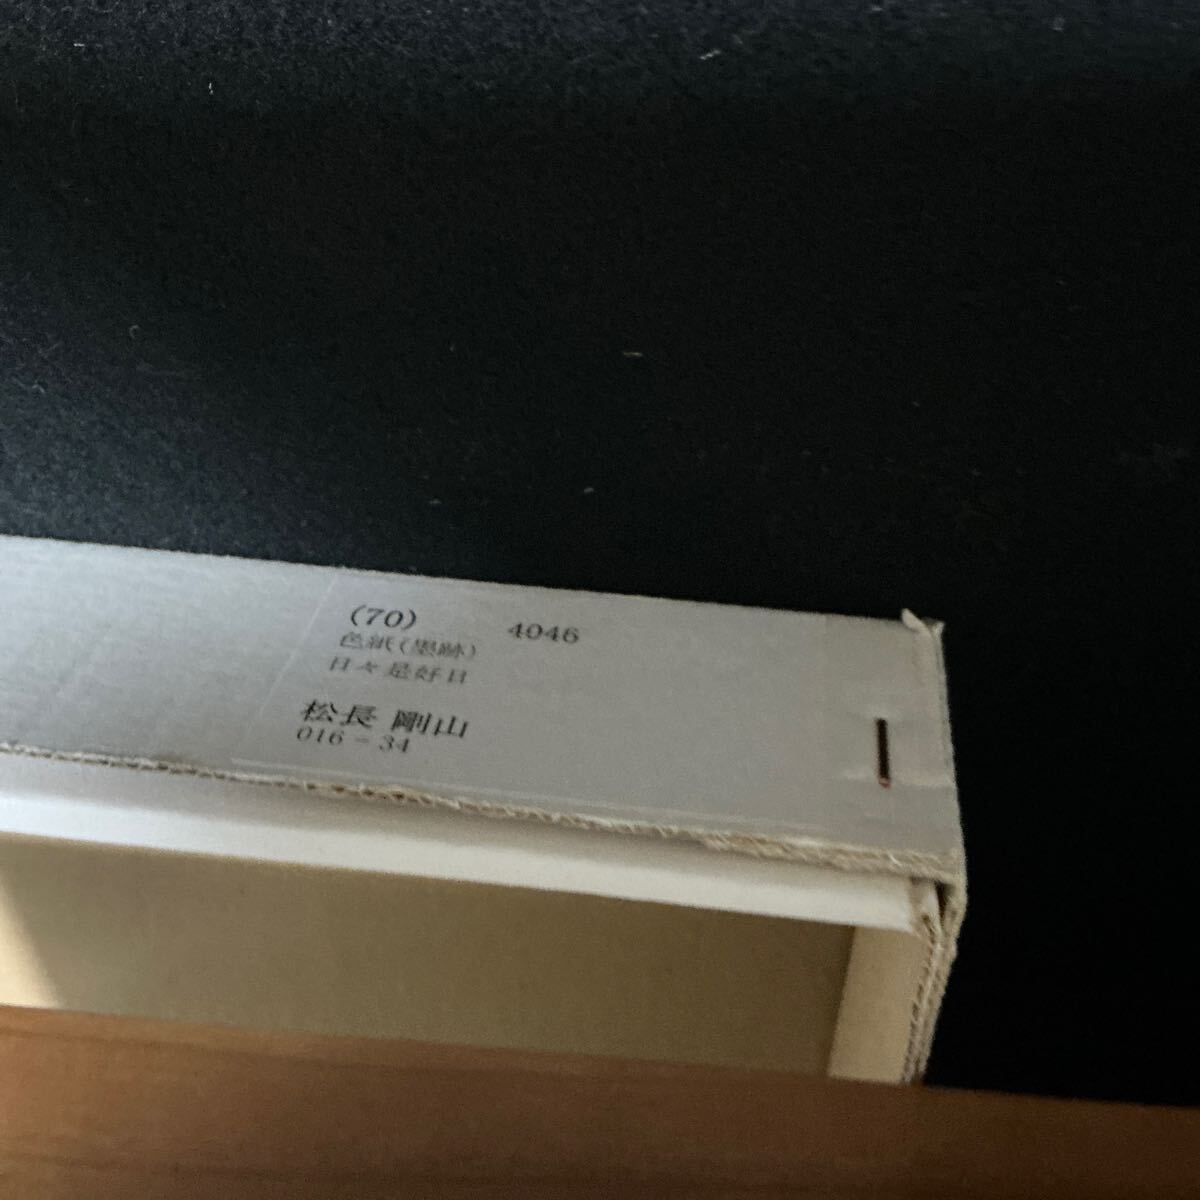 (70) 4046
色紙(墨跡)
日々是好日
松長 剛山
016-34